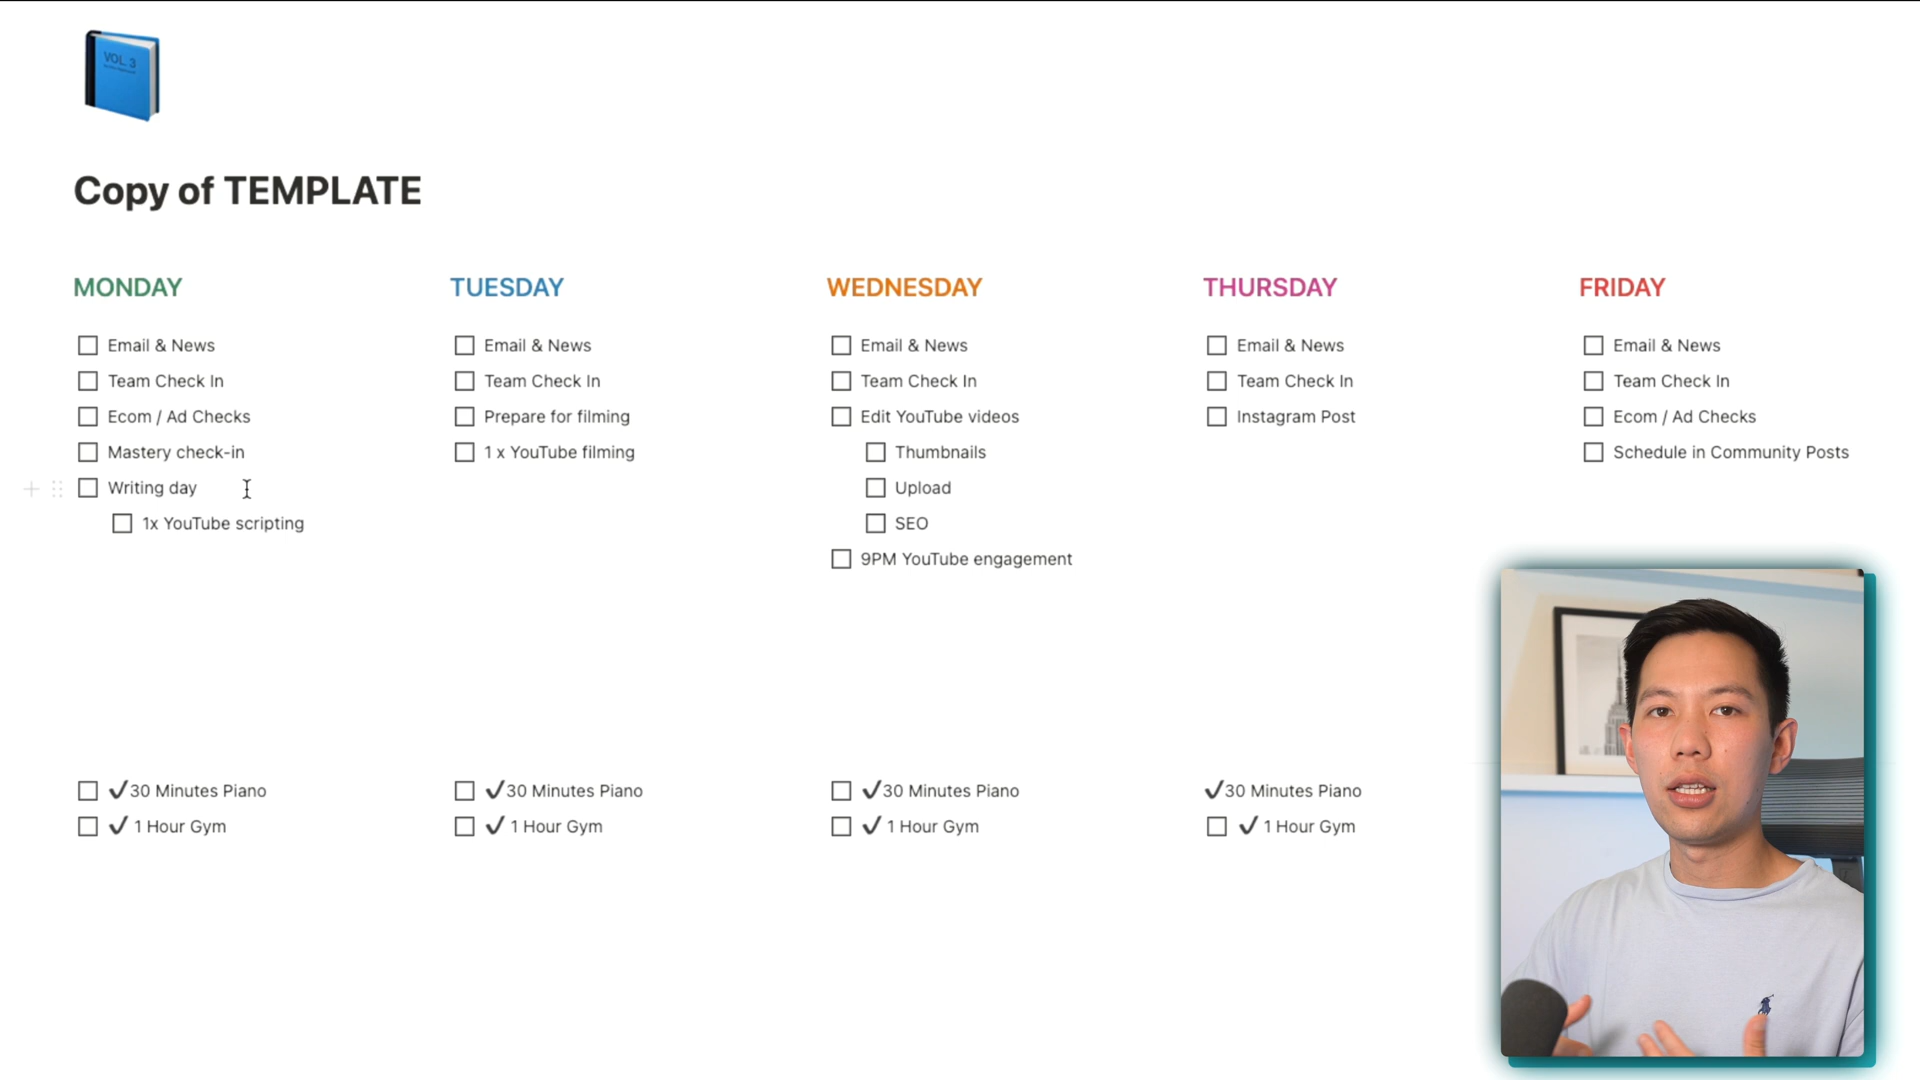 VOL. 3
Copy of TEMPLATE
MONDAY
Email & News
Team Check In
Ecom / Ad Checks
Mastery check-in
Writing day
1x YouTube scripting
✓30 Minutes Piano
✓ 1 Hour Gym
TUESDAY
Email & News
Team Check In
Prepare for filming
1 x YouTube filming
✓30 Minutes Piano
✓ 1 Hour Gym
WEDNESDAY
Email & News
Team Check In
Edit YouTube videos
Thumbnails
Upload
SEO
9PM YouTube engagement
✓30 Minutes Piano
✓ 1 Hour Gym
THURSDAY
Email & News
Team Check In
Instagram Post
✓30 Minutes Piano
✓ 1 Hour Gym
FRIDAY
Email & News
Team Check In
Ecom / Ad Checks
Schedule in Community Posts